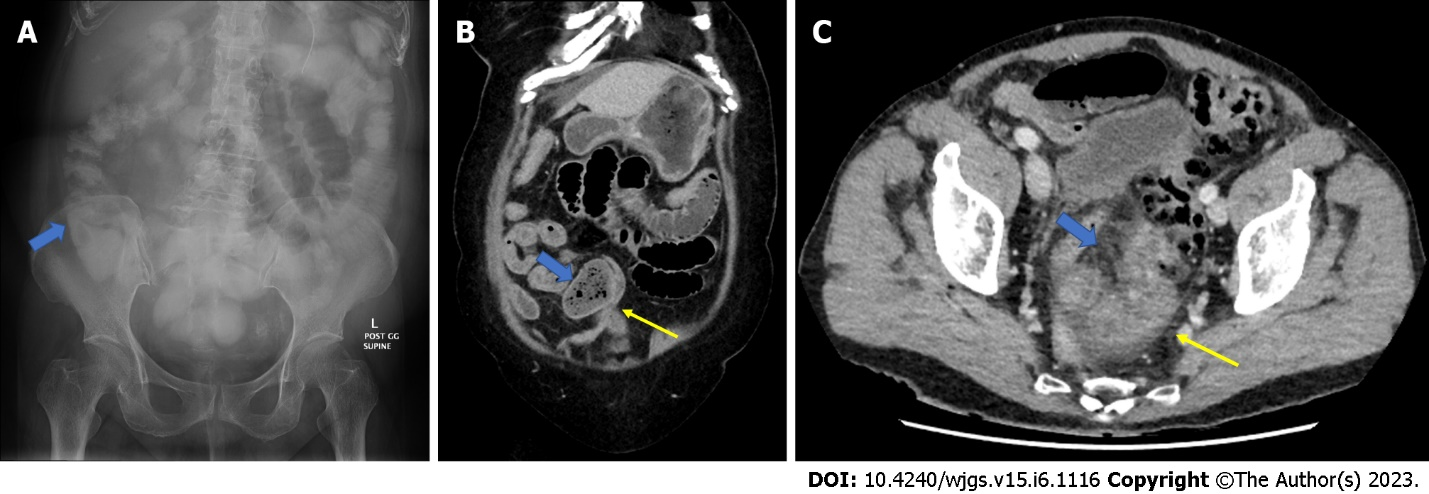 A
B
C
L
POST GG
SUPINE
DOI: 10.4240/wjgs.v15.i6.1116 Copyright ©The Author(s) 2023.